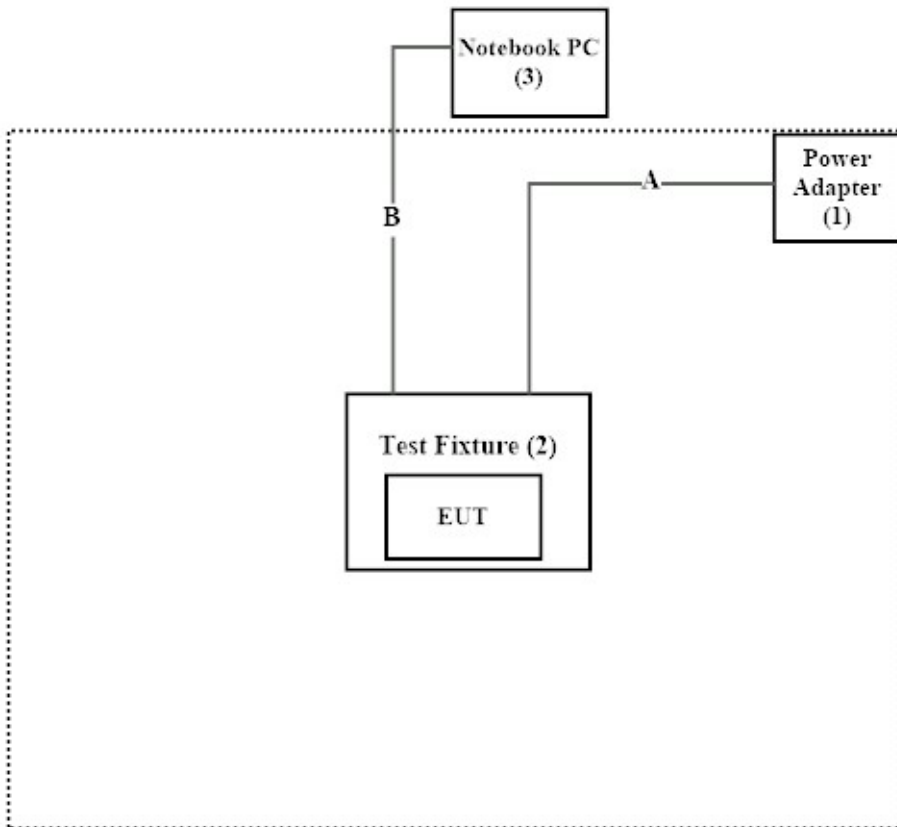 Notebook PC
(3)
Power
Adapter
(1)
A
B
Test Fixture (2)
EUT